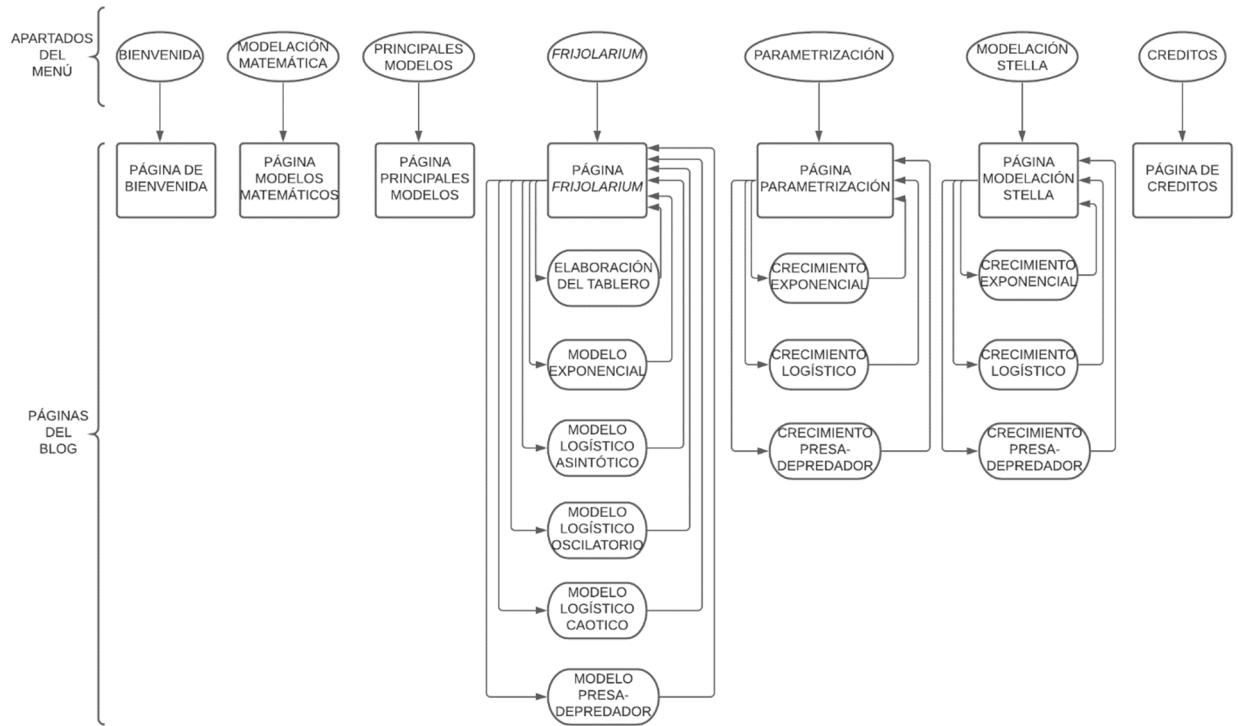 APARTADOS
DEL
MENÚ
BIENVENIDA
MODELACIÓN
MATEMÁTICA
PRINCIPALES
MODELOS
FRIJOLARIUM
PARAMETRIZACIÓN
MODELACIÓN
STELLA
CREDITOS
PÁGINAS
DEL
BLOG
PÁGINA DE
BIENVENIDA
PÁGINA
MODELOS
MATEMÁTICOS
PÁGINA
PRINCIPALES
MODELOS
PÁGINA
FRIJOLARIUM
ELABORACIÓN
DEL TABLERO
MODELO
EXPONENCIAL
MODELO
LOGÍSTICO
ASINTÓTICO
MODELO
LOGÍSTICO
OSCILATORIO
MODELO
LOGÍSTICO
CAOTICO
MODELO
PRESA-
DEPREDADOR
PÁGINA
PARAMETRIZACIÓN
CRECIMIENTO
EXPONENCIAL
CRECIMIENTO
LOGÍSTICO
CRECIMIENTO
PRESA-
DEPREDADOR
PÁGINA
MODELACIÓN
STELLA
CRECIMIENTO
EXPONENCIAL
CRECIMIENTO
LOGÍSTICO
CRECIMIENTO
PRESA-
DEPREDADOR
PÁGINA DE
CREDITOS